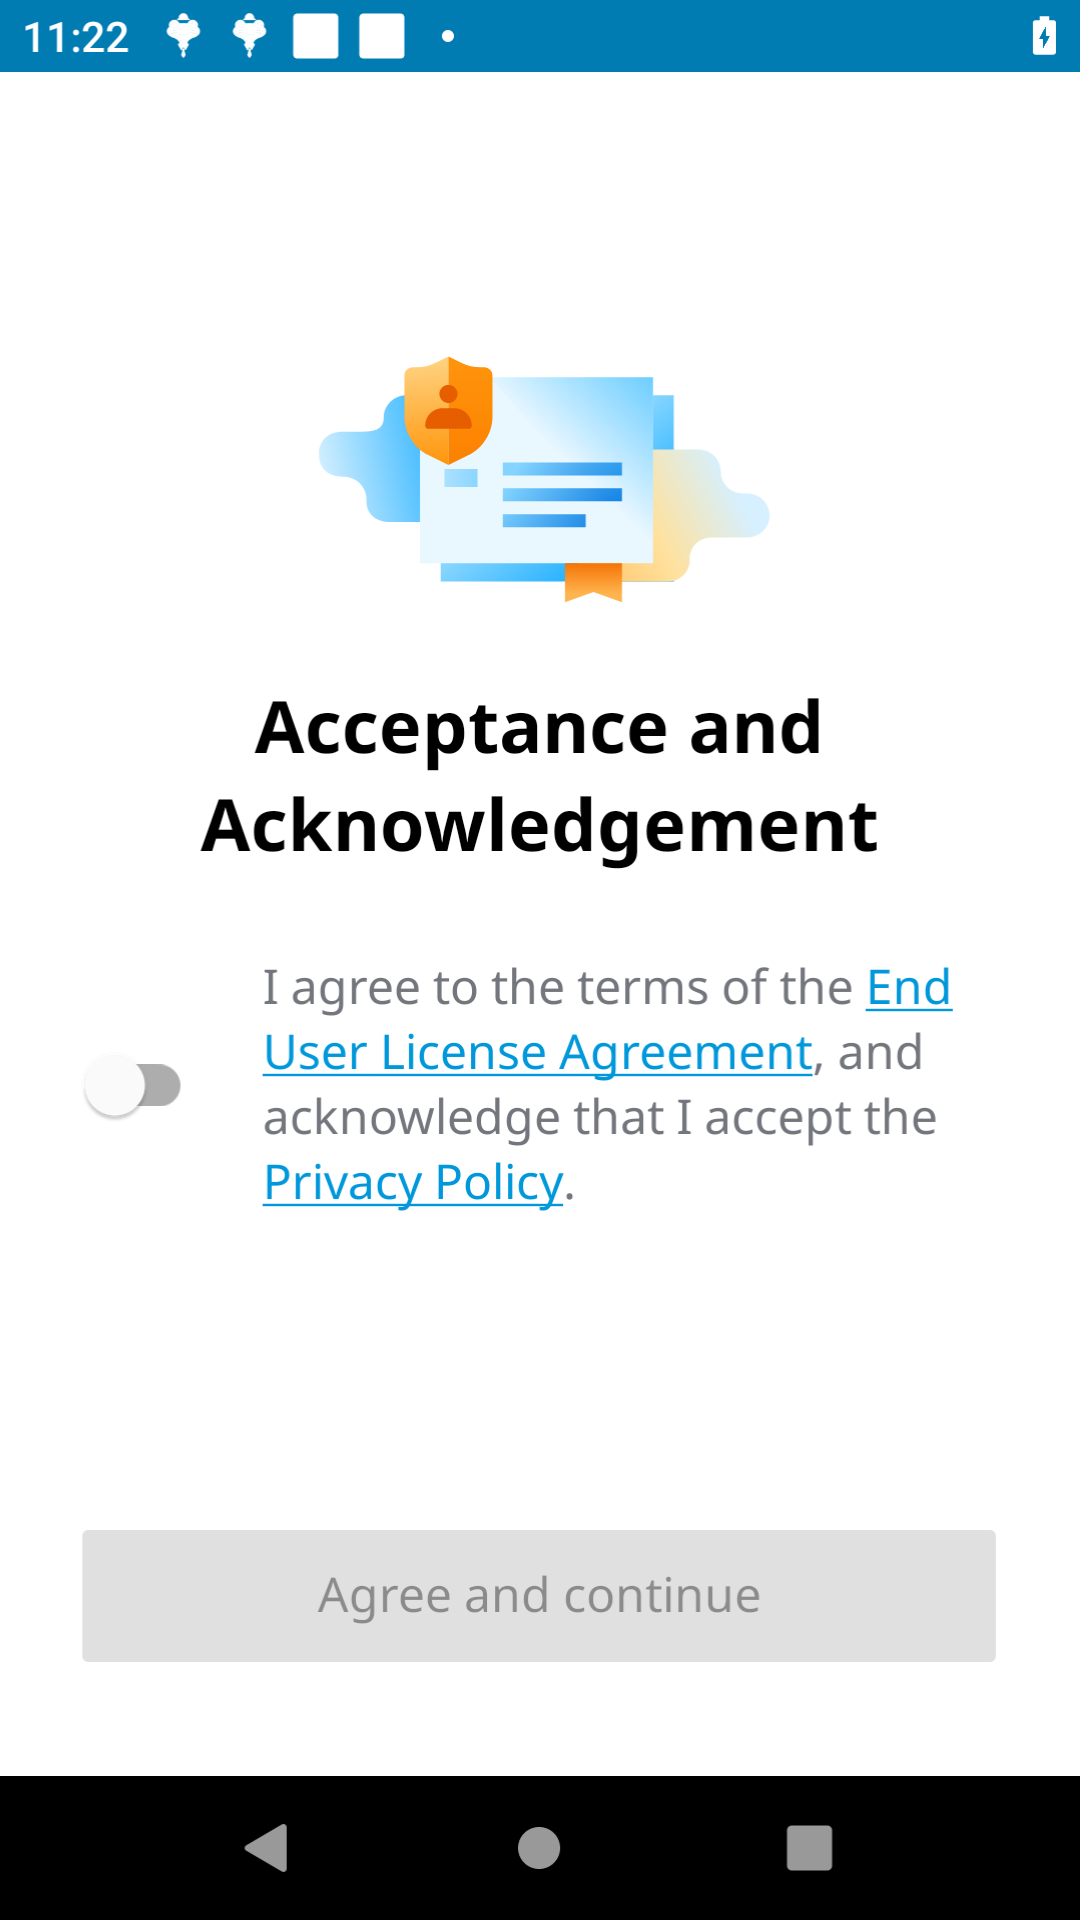 11:22
Acceptance and
Acknowledgement
I agree to the terms of the End
User License Agreement, and
acknowledge that I accept the
Privacy Policy.
Agree and continue